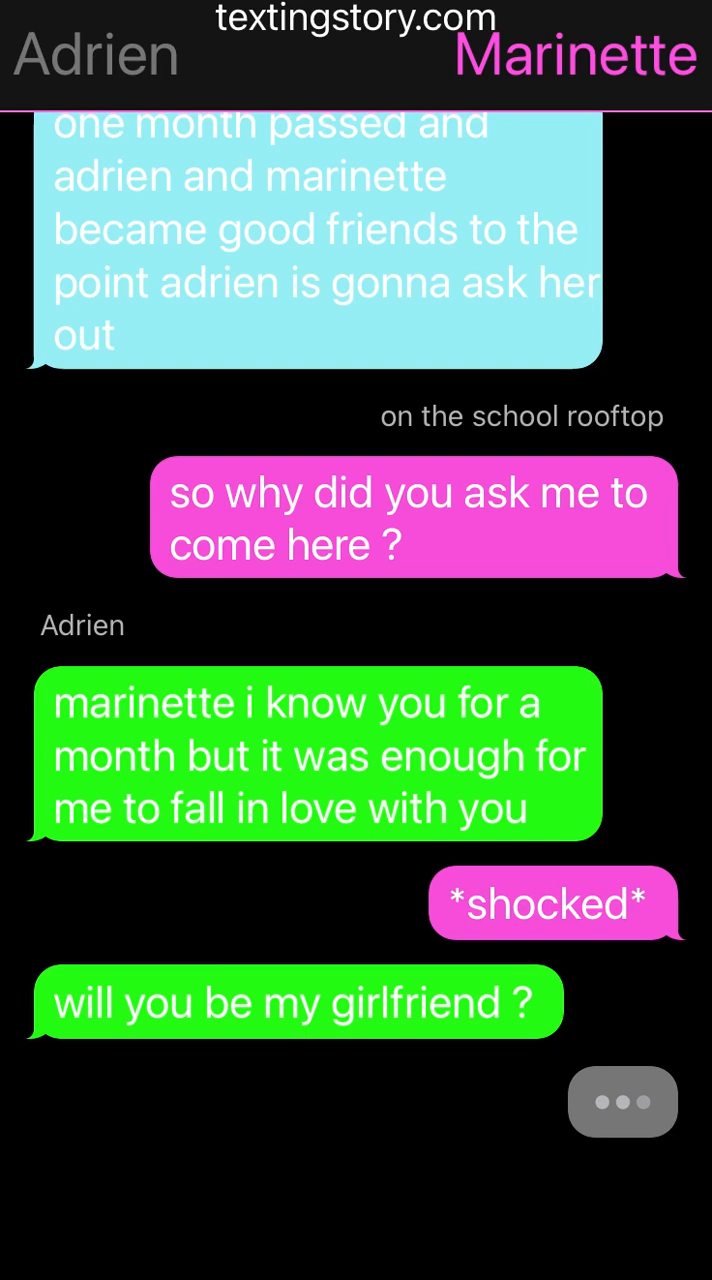 textingstory.com
Adrien
Marinette
one month passed and
adrien and marinette
became good friends to the
point adrien is gonna ask her
out
on the school rooftop
so why did you ask me to
come here ?
Adrien
marinette i know you for a
month but it was enough for
me to fall in love with you
*shocked*
will you be my girlfriend ?